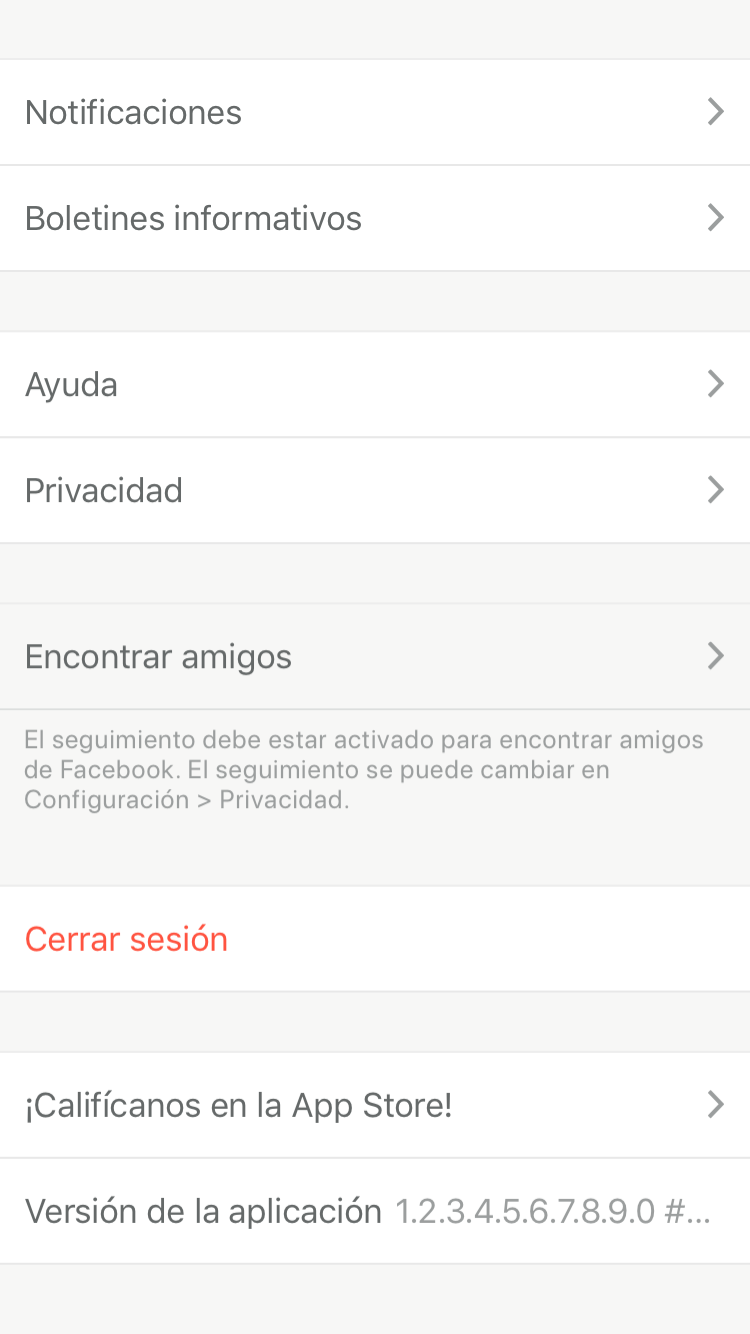 Notificaciones
Boletines informativos
Ayuda
Privacidad
Encontrar amigos
El seguimiento debe estar activado para encontrar amigos
de Facebook. El seguimiento se puede cambiar en
Configuración > Privacidad.
Cerrar sesión
¡Califícanos en la App Store!
Versión de la aplicación 1.2.3.4.5.6.7.8.9.0 #...